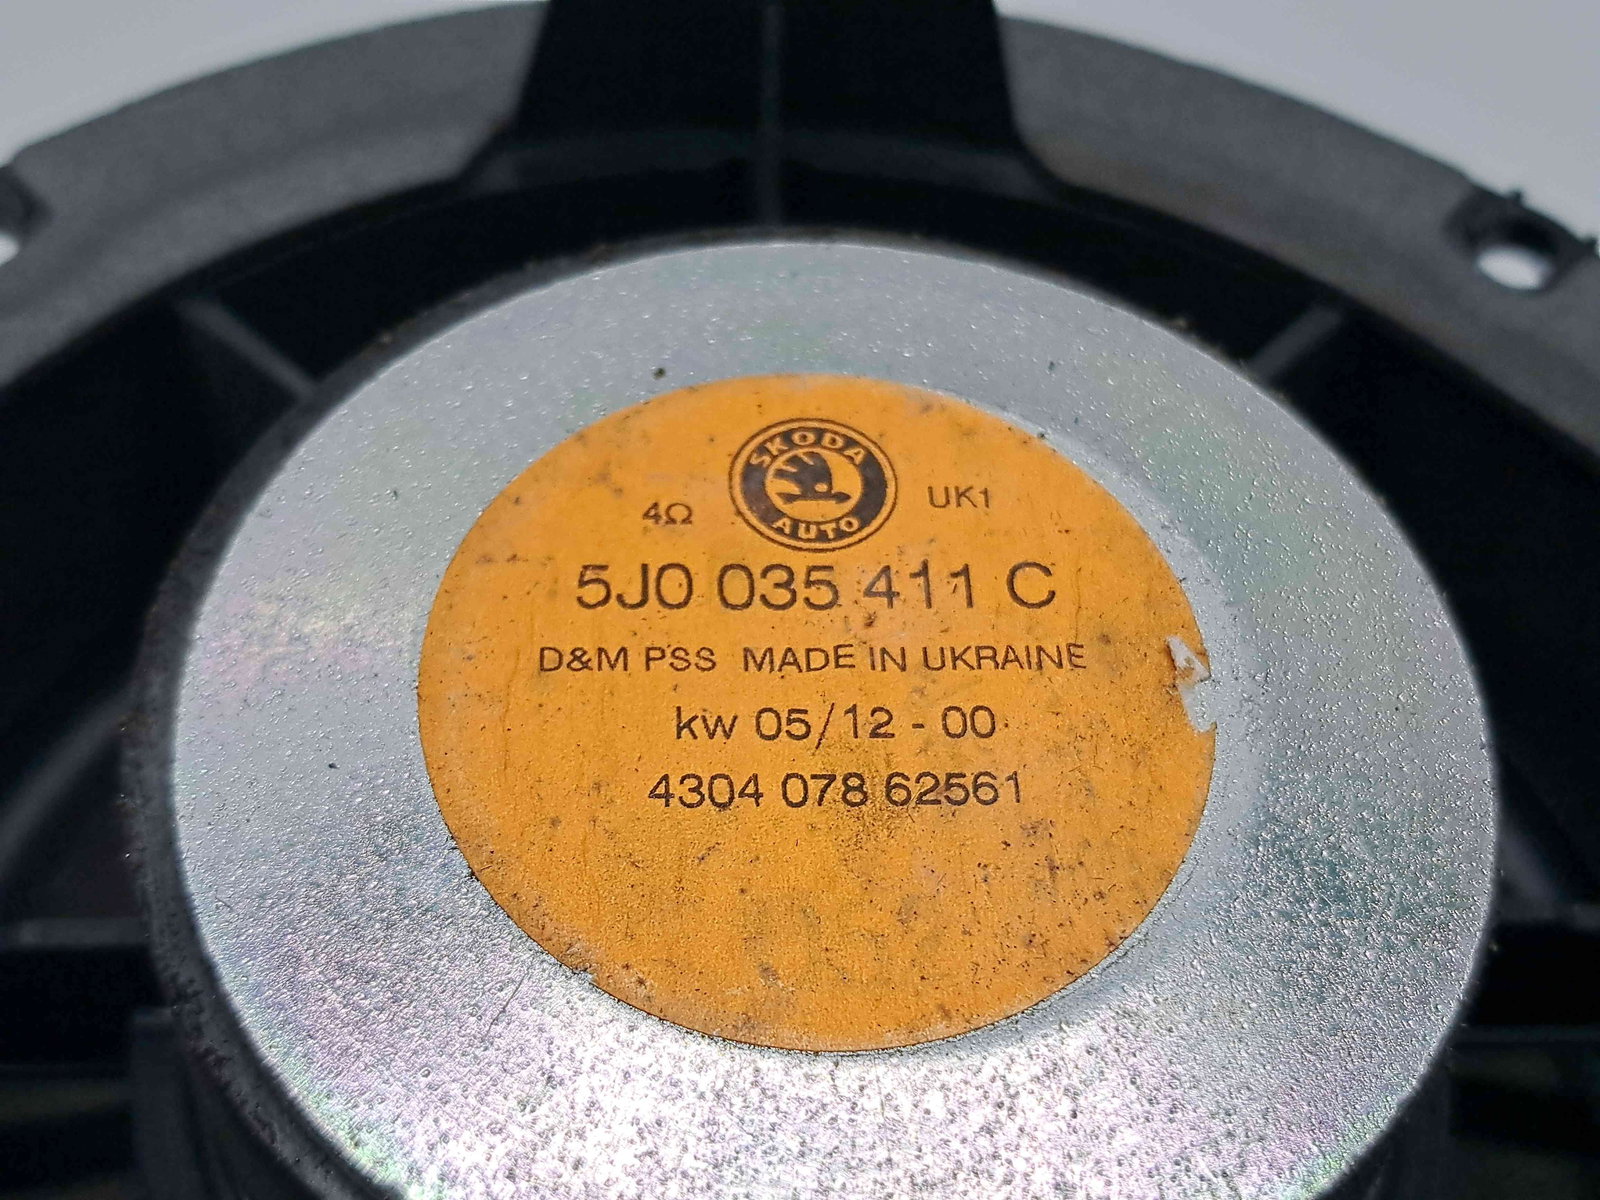 SKODA
AUTO
4Ω UK1
5J0 035 411 C
D&M PSS MADE IN UKRAINE
kw 05/12 - 00
4304 078 62561